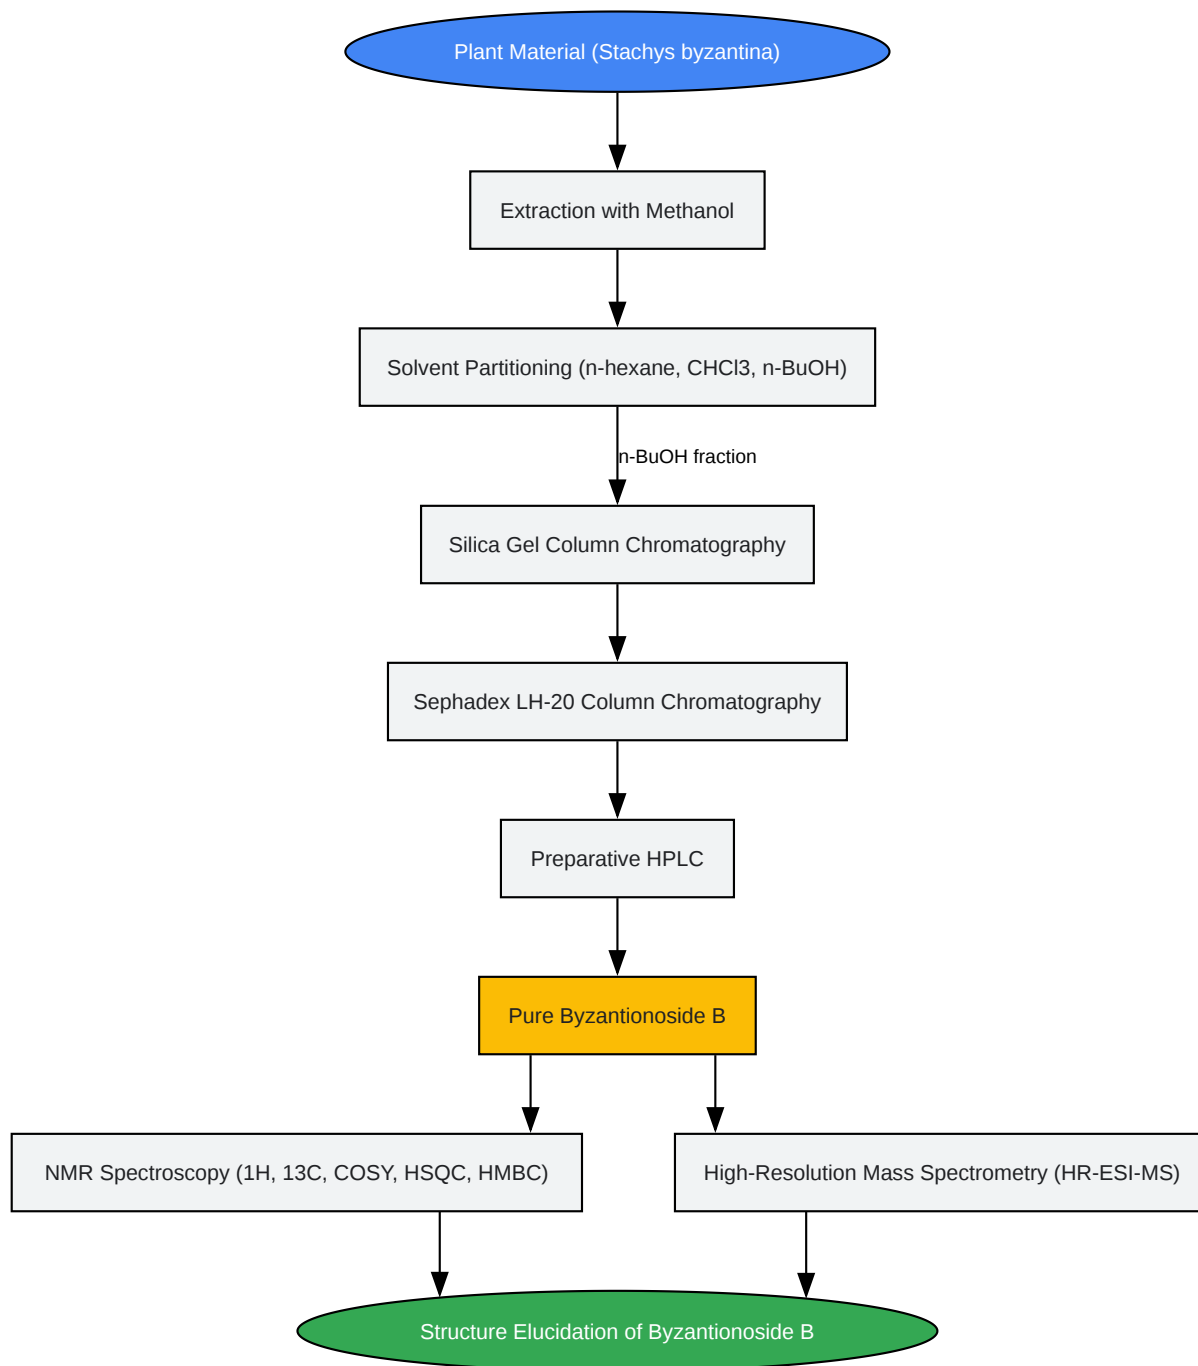 Plant Material (Stachys byzantina)
Extraction with Methanol
Solvent Partitioning (n-hexane, CHCl3, n-BuOH)
n-BuOH fraction
Silica Gel Column Chromatography
Sephadex LH-20 Column Chromatography
Preparative HPLC
Pure Byzantionoside B
NMR Spectroscopy (1H, 13C, COSY, HSQC, HMBC)
High-Resolution Mass Spectrometry (HR-ESI-MS)
Structure Elucidation of Byzantionoside B